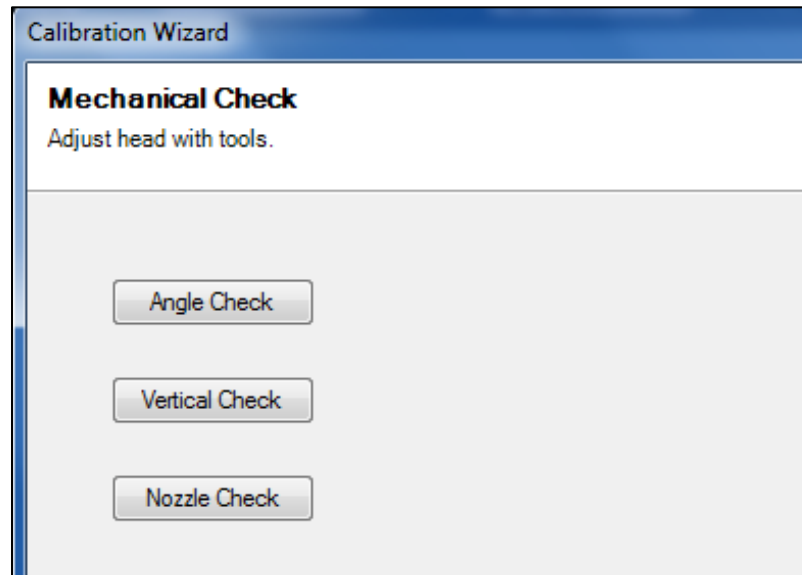 Calibration Wizard
Mechanical Check
Adjust head with tools.
Angle Check
Vertical Check
Nozzle Check